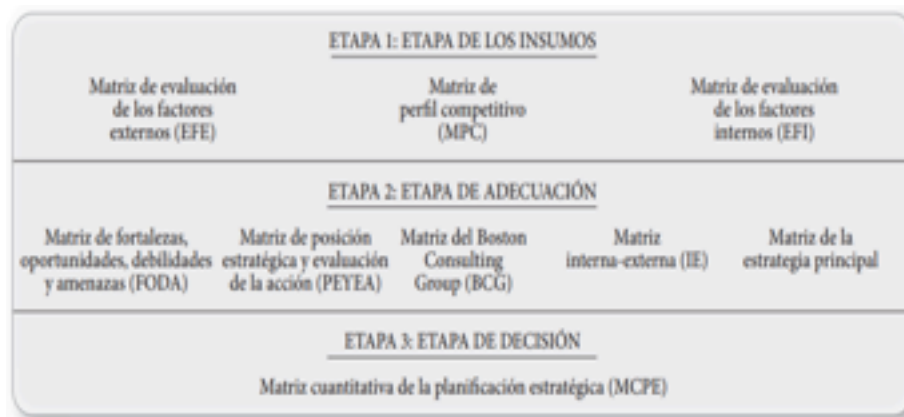 ETAPA 1: ETAPA DE LOS INSUMOS
Matriz de evaluación
de los factores
externos (EFE)
Matriz de
perfil competitivo
(MPC)
Matriz de evaluación
de los factores
internos (EFI)
ETAPA 2: ETAPA DE ADECUACIÓN
Matriz de fortalezas,
oportunidades, debilidades
y amenazas (FODA)
Matriz de posición
estratégica y evaluación
de la acción (PEYEA)
Matriz del Boston
Consulting
Group (BCG)
Matriz
interna-externa (IE)
Matriz de la
estrategia principal
ETAPA 3: ETAPA DE DECISIÓN
Matriz cuantitativa de la planificación estratégica (MCPE)